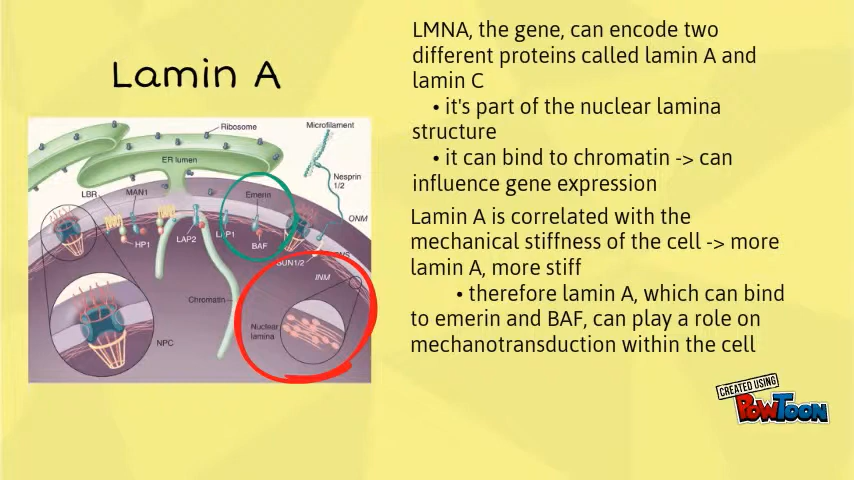 Lamin A
LMNA, the gene, can encode two
different proteins called lamin A and
lamin C
• it's part of the nuclear lamina
structure
• it can bind to chromatin -> can
influence gene expression
Lamin A is correlated with the
mechanical stiffness of the cell -> more
lamin A, more stiff
• therefore lamin A, which can bind
to emerin and BAF, can play a role on
mechanotransduction within the cell
Ribosome
Microfilament
ER lumen
Nesprin
1/2
LBR
MAN1
Emerin
ONM
HP1
LAP2
LAP1
BAF
SUN1/2
INM
Chromatin
Nuclear
lamina
NPC
CREATED USING
POWTOON